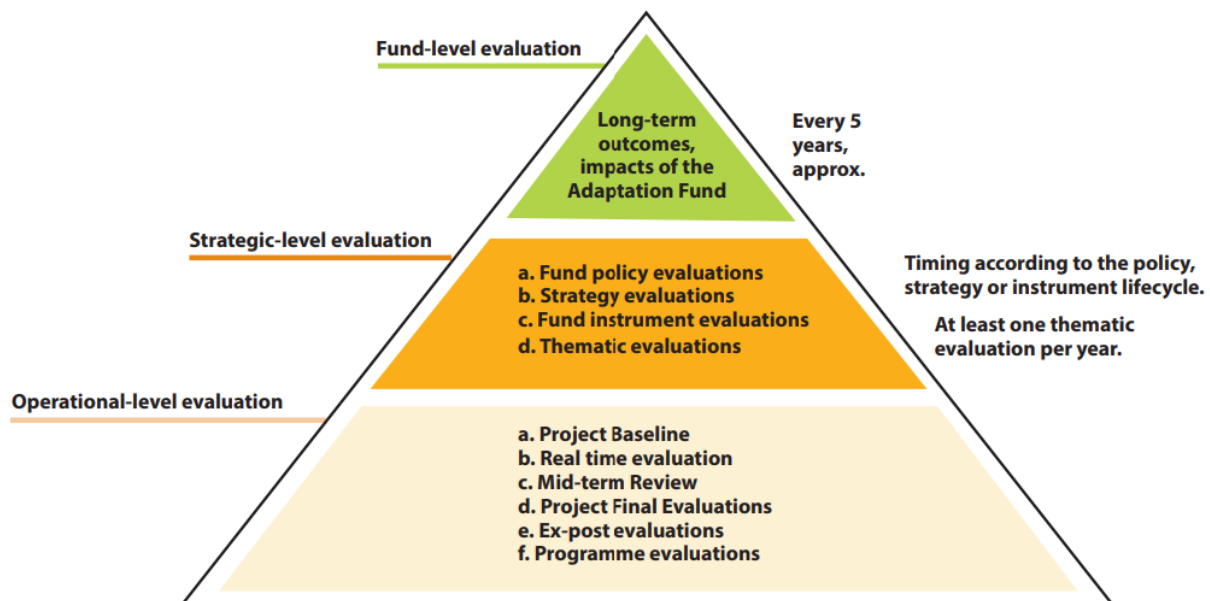 Fund-level evaluation
Long-term
outcomes,
impacts of the
Adaptation Fund
Every 5
years,
approx.
Strategic-level evaluation
a. Fund policy evaluations
b. Strategy evaluations
c. Fund instrument evaluations
d. Thematic evaluations
Timing according to the policy,
strategy or instrument lifecycle.
At least one thematic
evaluation per year.
Operational-level evaluation
a. Project Baseline
b. Real time evaluation
c. Mid-term Review
d. Project Final Evaluations
e. Ex-post evaluations
f. Programme evaluations